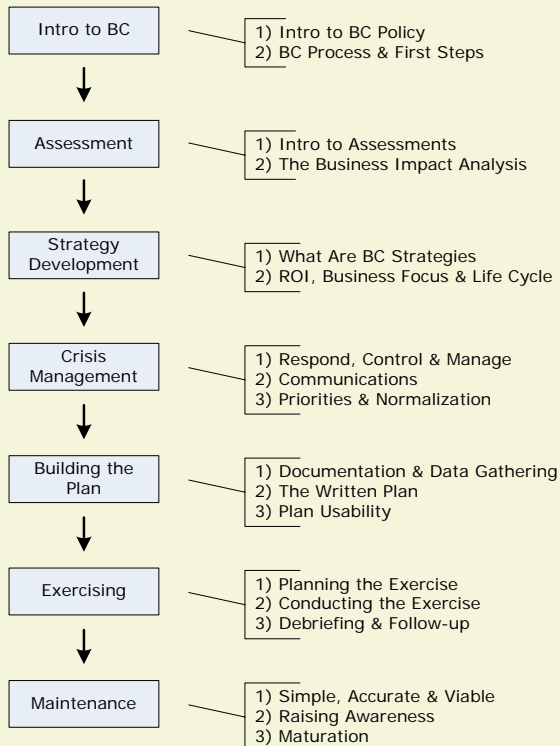 Intro to BC
1) Intro to BC Policy
2) BC Process & First Steps
Assessment
1) Intro to Assessments
2) The Business Impact Analysis
Strategy
Development
1) What Are BC Strategies
2) ROI, Business Focus & Life Cycle
Crisis
Management
1) Respond, Control & Manage
2) Communications
3) Priorities & Normalization
Building the
Plan
1) Documentation & Data Gathering
2) The Written Plan
3) Plan Usability
Exercising
1) Planning the Exercise
2) Conducting the Exercise
3) Debriefing & Follow-up
Maintenance
1) Simple, Accurate & Viable
2) Raising Awareness
3) Maturation